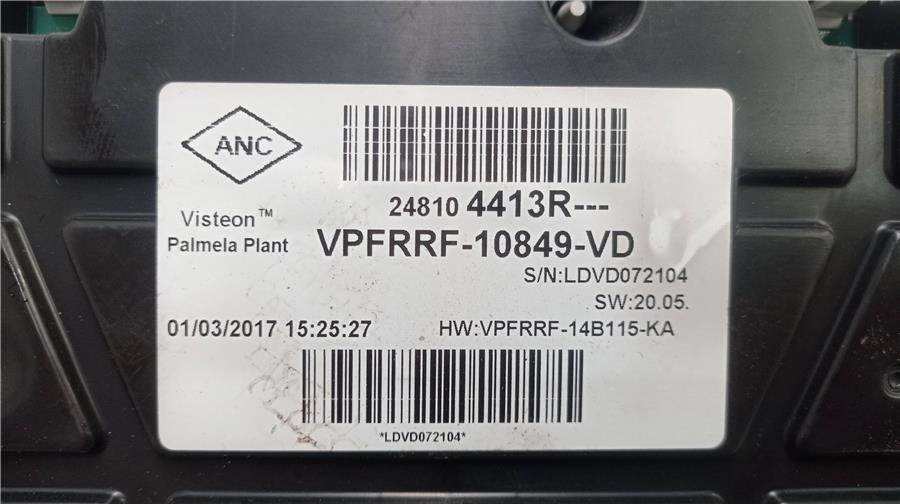 ANC
24810 4413R---
Visteon™
Palmela Plant
VPFRRF-10849-VD
S/N:LDVD072104
SW:20.05.
01/03/2017 15:25:27
HW:VPFRRF-14B115-KA
*LDVD072104*